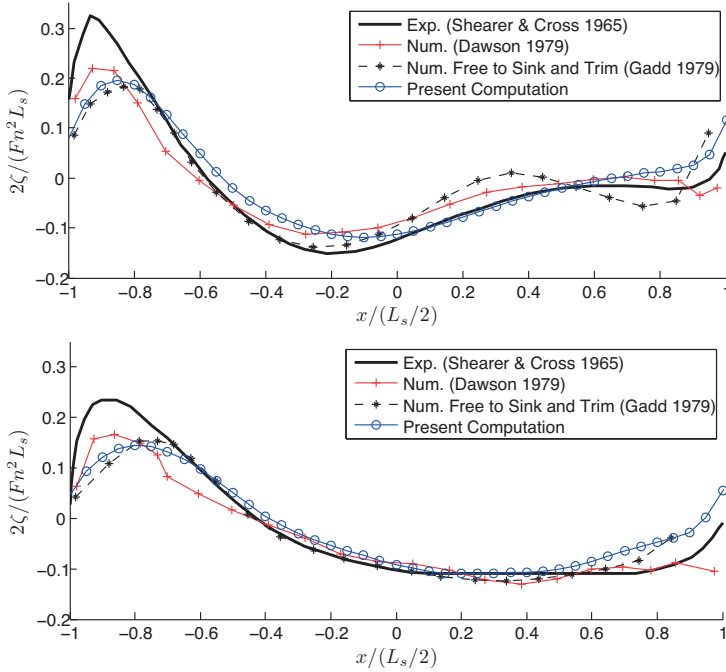 2ζ/(Fn²Lₛ)
0.3
0.2
0.1
0
−0.1
−0.2
−1 −0.8 −0.6 −0.4 −0.2 0 0.2 0.4 0.6 0.8 1
x/(Lₛ/2)
Exp. (Shearer & Cross 1965)
Num. (Dawson 1979)
Num. Free to Sink and Trim (Gadd 1979)
Present Computation
2ζ/(Fn²Lₛ)
0.3
0.2
0.1
0
−0.1
−0.2
−1 −0.8 −0.6 −0.4 −0.2 0 0.2 0.4 0.6 0.8 1
x/(Lₛ/2)
Exp. (Shearer & Cross 1965)
Num. (Dawson 1979)
Num. Free to Sink and Trim (Gadd 1979)
Present Computation